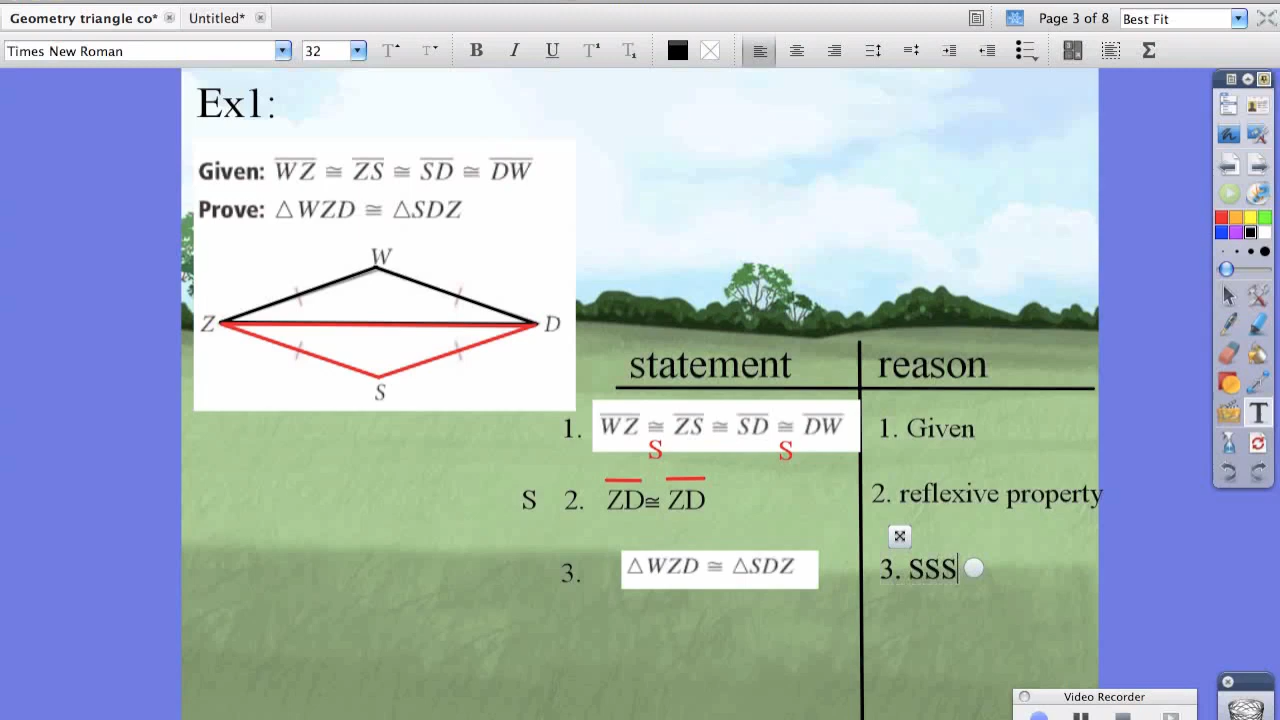 Geometry triangle co* Untitled* Page 3 of 8 Best Fit
Times New Roman 32 B I U T T Σ
Ex1:
Given: WZ ≅ ZS ≅ SD ≅ DW
Prove: △WZD ≅ △SDZ
W
Z D
S
statement reason
1. WZ ≅ ZS ≅ SD ≅ DW 1. Given
S S
S 2. ZD≅ ZD 2. reflexive property
3. △WZD ≅ △SDZ 3. SSS
Video Recorder